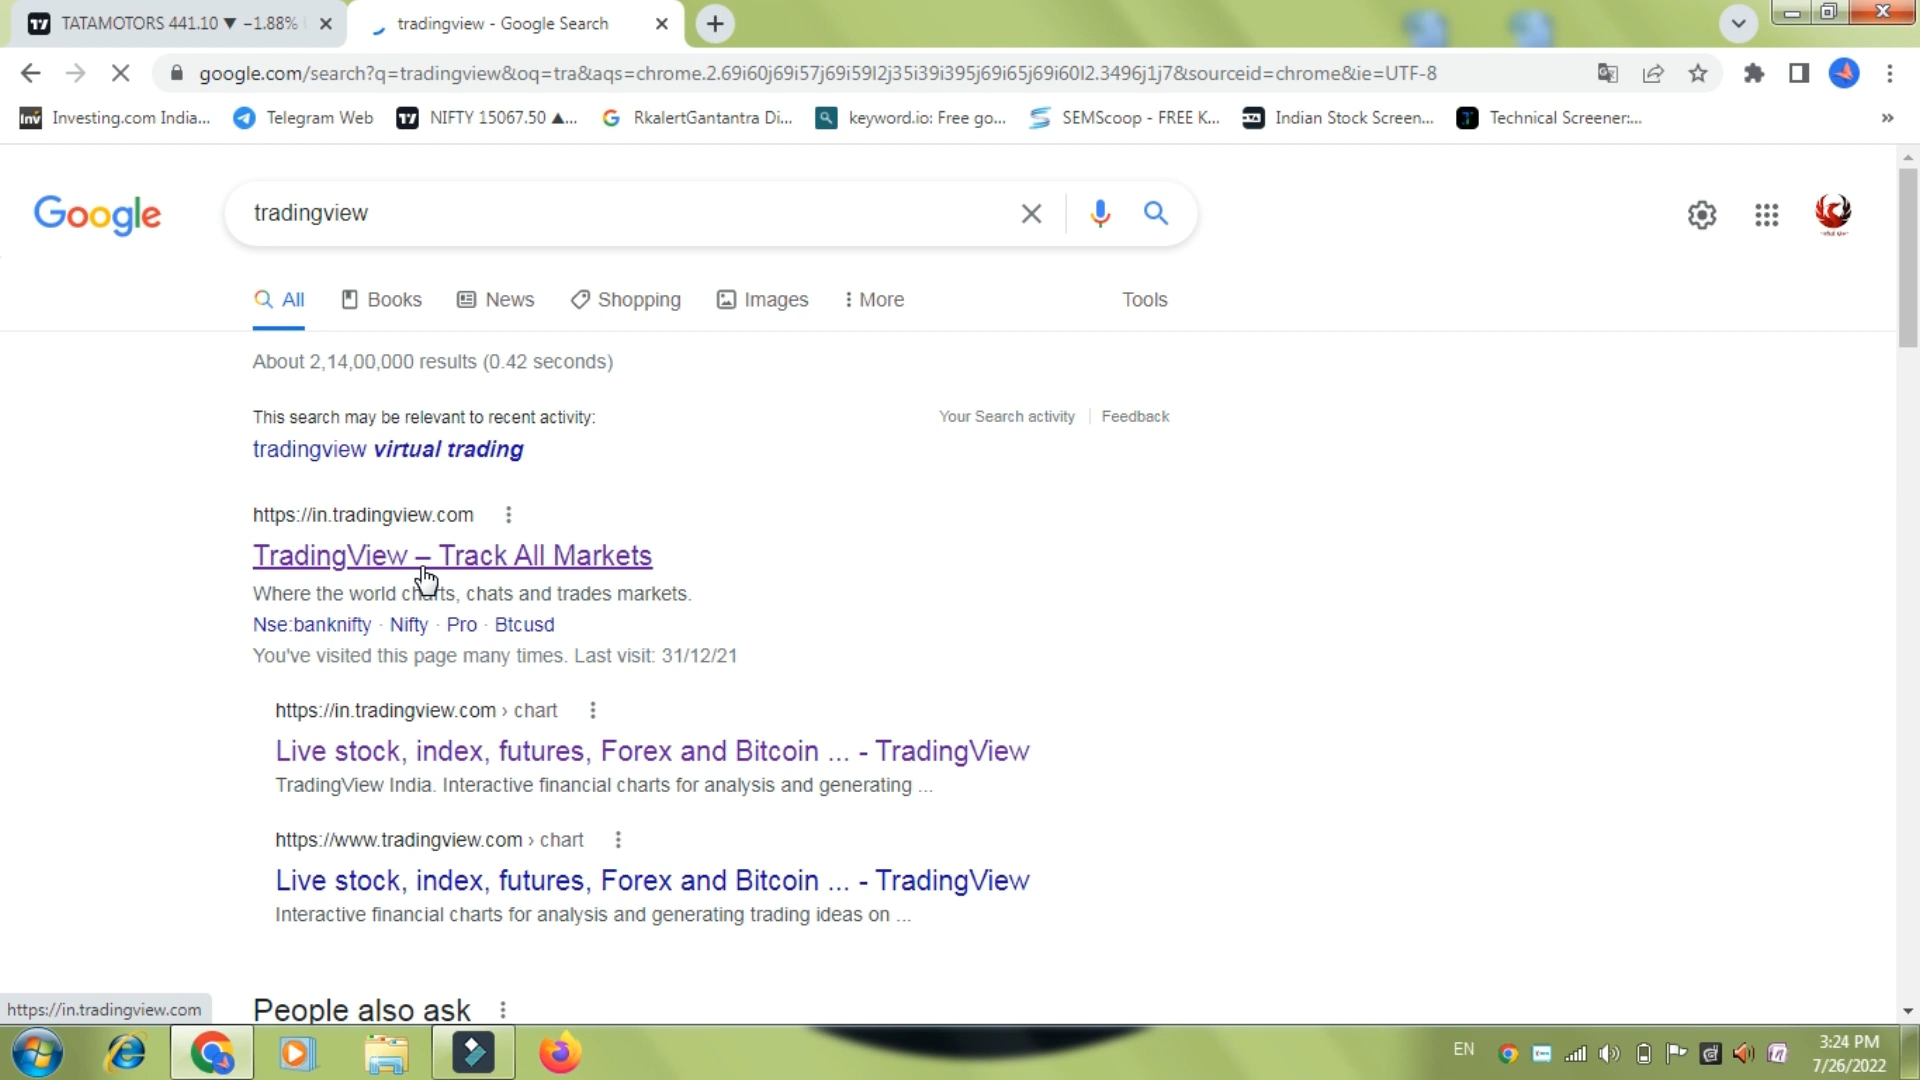 TATAMOTORS 441.10 ▼ −1.88%
tradingview - Google Search
google.com/search?q=tradingview&oq=tra&aqs=chrome.2.69i60j69i57j69i59l2j35i39i395j69i65j69i60l2.3496j1j7&sourceid=chrome&ie=UTF-8
Investing.com India... Telegram Web NIFTY 15067.50 ▲... RkalertGantantra Di... keyword.io: Free go... SEMScoop - FREE K... Indian Stock Screen... Technical Screener:... »
Google
tradingview
All Books News Shopping Images More Tools
About 2,14,00,000 results (0.42 seconds)
This search may be relevant to recent activity: Your Search activity Feedback
tradingview virtual trading
https://in.tradingview.com
TradingView – Track All Markets
Where the world charts, chats and trades markets.
Nse:banknifty · Nifty · Pro · Btcusd
You've visited this page many times. Last visit: 31/12/21
https://in.tradingview.com › chart
Live stock, index, futures, Forex and Bitcoin ... - TradingView
TradingView India. Interactive financial charts for analysis and generating ...
https://www.tradingview.com › chart
Live stock, index, futures, Forex and Bitcoin ... - TradingView
Interactive financial charts for analysis and generating trading ideas on ...
People also ask
https://in.tradingview.com
EN
3:24 PM
7/26/2022